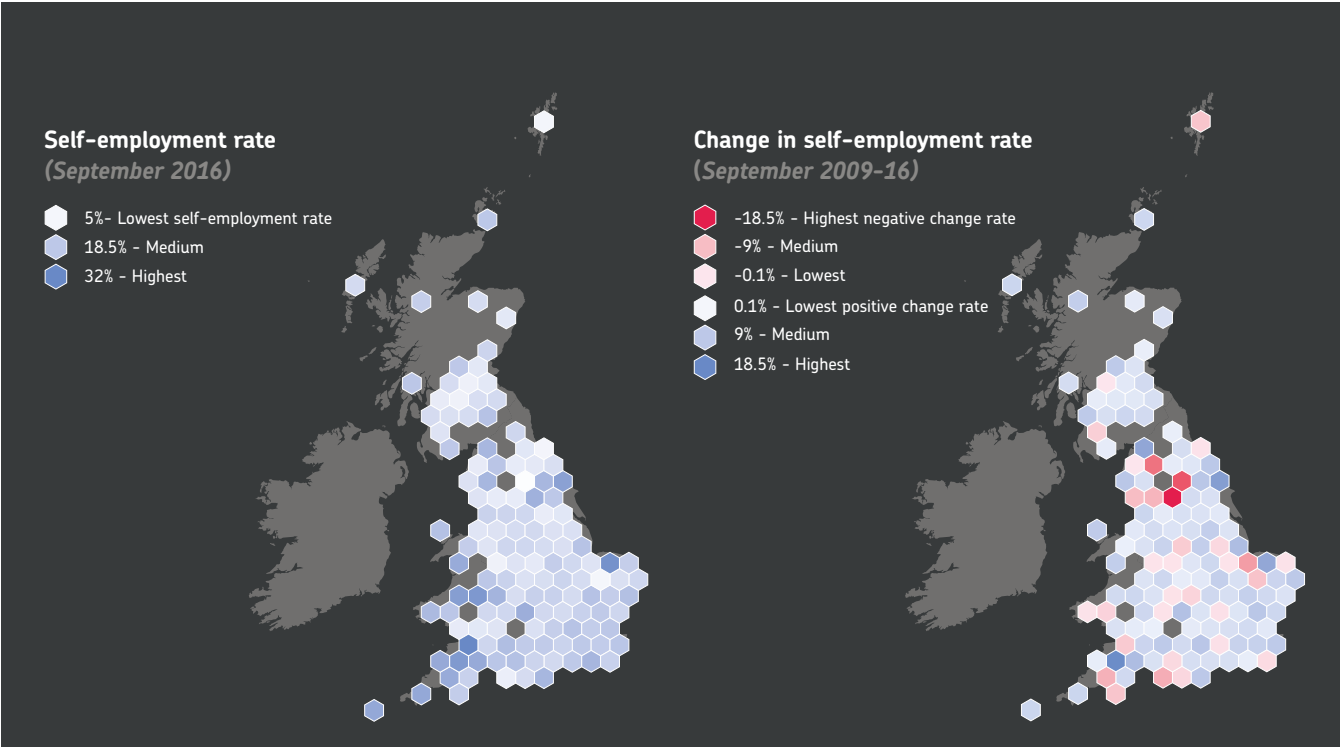 Self-employment rate
(September 2016)
5%- Lowest self-employment rate
18.5% - Medium
32% - Highest
Change in self-employment rate
(September 2009-16)
-18.5% - Highest negative change rate
-9% - Medium
-0.1% - Lowest
0.1% - Lowest positive change rate
9% - Medium
18.5% - Highest